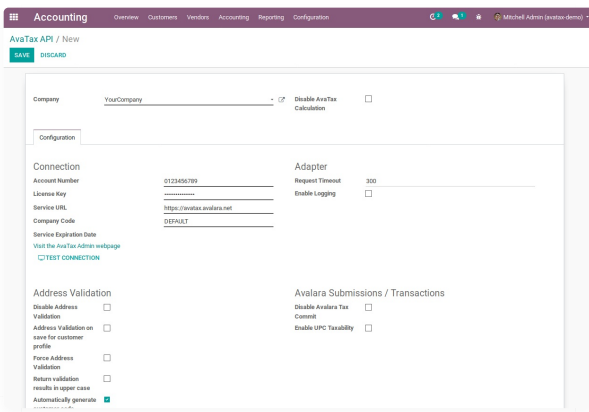 Accounting Overview Customers Vendors Accounting Reporting Configuration 2 1 Mitchell Admin (avatax-demo)
AvaTax API / New
SAVE DISCARD
Company YourCompany Disable AvaTax
Calculation
Configuration
Connection Adapter
Account Number 0123456789 Request Timeout 300
License Key •••••••••••••• Enable Logging
Service URL https://avatax.avalara.net
Company Code DEFAULT
Service Expiration Date
Visit the AvaTax Admin webpage
TEST CONNECTION
Address Validation Avalara Submissions / Transactions
Disable Address Disable Avalara Tax
Validation Commit
Address Validation on Enable UPC Taxability
save for customer
profile
Force Address
Validation
Return validation
results in upper case
Automatically generate